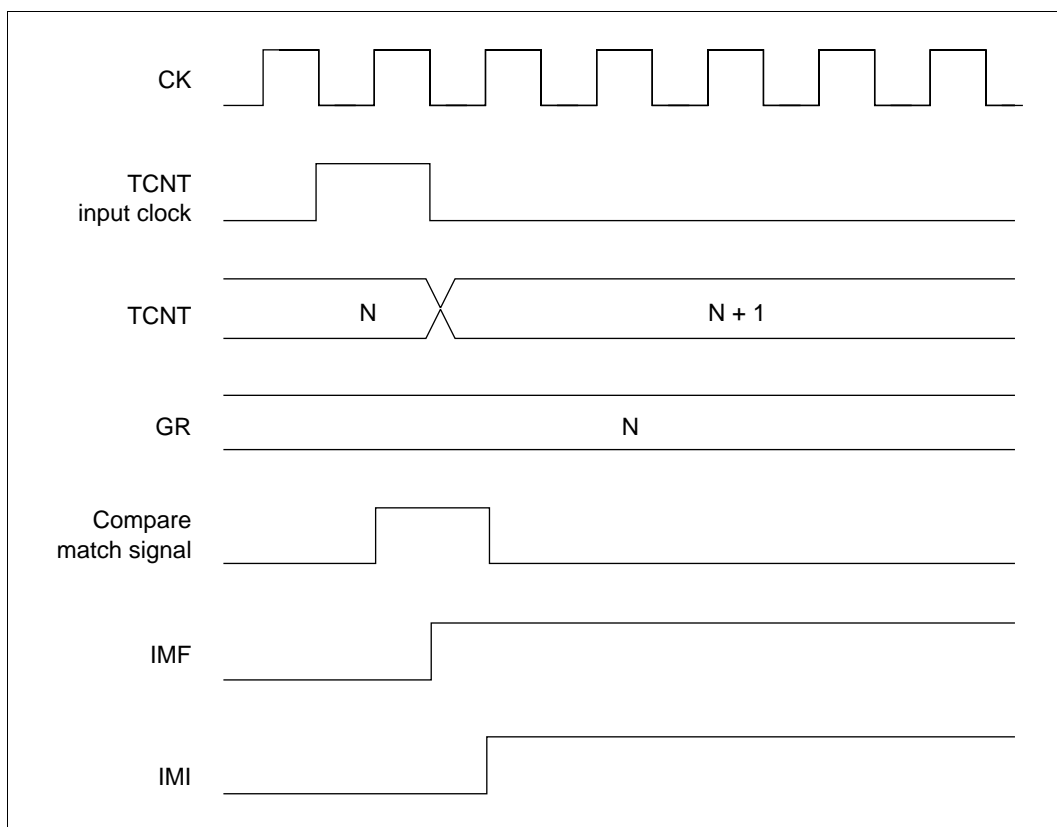 CK
TCNT
input clock
TCNT
N
N + 1
GR
N
Compare
match signal
IMF
IMI